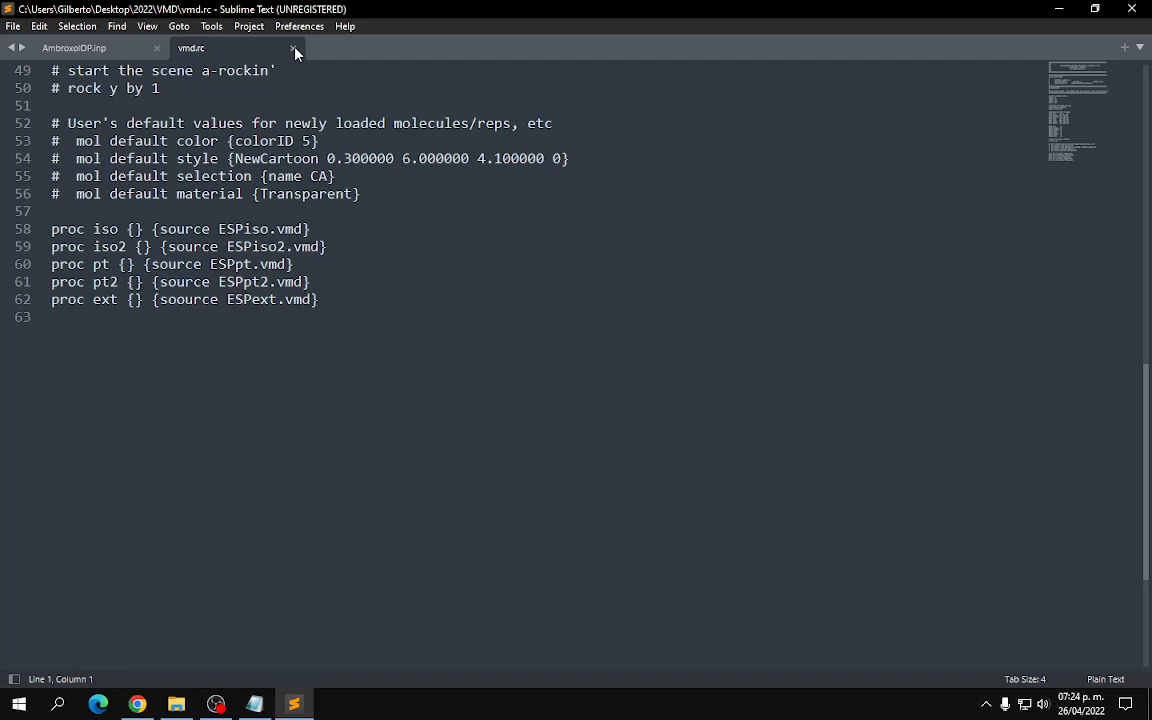 C:\Users\Gilberto\Desktop\2022\VMD\vmd.rc - Sublime Text (UNREGISTERED)
File Edit Selection Find View Goto Tools Project Preferences Help
AmbroxolOP.inp vmd.rc
49 # start the scene a-rockin'
50 # rock y by 1
51
52 # User's default values for newly loaded molecules/reps, etc
53 #  mol default color {colorID 5}
54 #  mol default style {NewCartoon 0.300000 6.000000 4.100000 0}
55 #  mol default selection {name CA}
56 #  mol default material {Transparent}
57
58 proc iso {} {source ESPiso.vmd}
59 proc iso2 {} {source ESPiso2.vmd}
60 proc pt {} {source ESPpt.vmd}
61 proc pt2 {} {source ESPpt2.vmd}
62 proc ext {} {soource ESPext.vmd}
63
Line 1, Column 1 Tab Size: 4 Plain Text
07:24 p. m.
26/04/2022